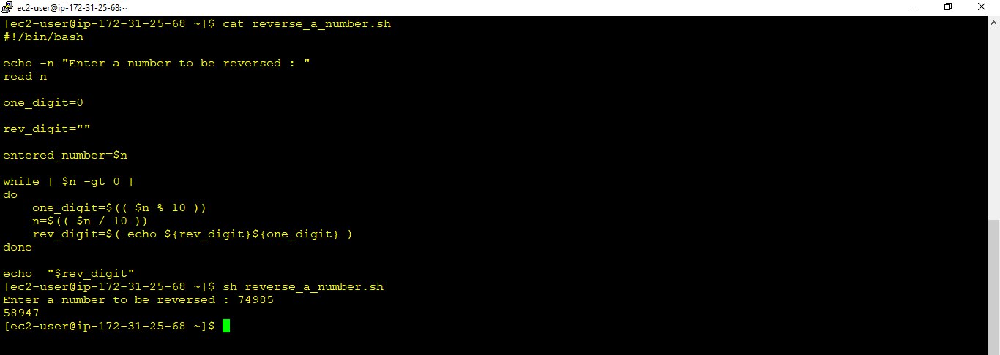 ec2-user@ip-172-31-25-68:~
[ec2-user@ip-172-31-25-68 ~]$ cat reverse_a_number.sh
#!/bin/bash
echo -n "Enter a number to be reversed : "
read n
one_digit=0
rev_digit=""
entered_number=$n
while [ $n -gt 0 ]
do
    one_digit=$(( $n % 10 ))
    n=$(( $n / 10 ))
    rev_digit=$( echo ${rev_digit}${one_digit} )
done
echo  "$rev_digit"
[ec2-user@ip-172-31-25-68 ~]$ sh reverse_a_number.sh
Enter a number to be reversed : 74985
58947
[ec2-user@ip-172-31-25-68 ~]$